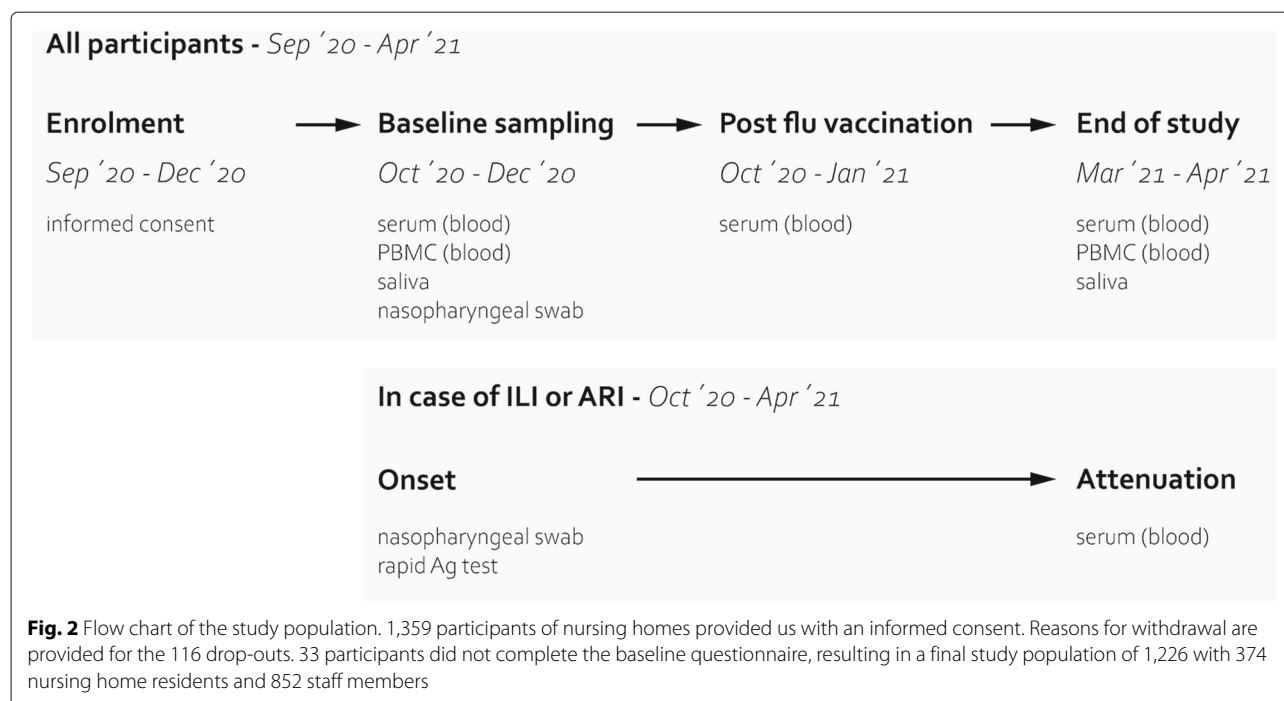 All participants - Sep ´20 - Apr ´21
Enrolment
Baseline sampling
Post flu vaccination
End of study
Sep ´20 - Dec ´20
Oct ´20 - Dec ´20
Oct ´20 - Jan ´21
Mar ´21 - Apr ´21
informed consent
serum (blood)
PBMC (blood)
saliva
nasopharyngeal swab
serum (blood)
serum (blood)
PBMC (blood)
saliva
In case of ILI or ARI - Oct ´20 - Apr ´21
Onset
Attenuation
nasopharyngeal swab
rapid Ag test
serum (blood)
Fig. 2 Flow chart of the study population. 1,359 participants of nursing homes provided us with an informed consent. Reasons for withdrawal are
provided for the 116 drop-outs. 33 participants did not complete the baseline questionnaire, resulting in a final study population of 1,226 with 374
nursing home residents and 852 staff members